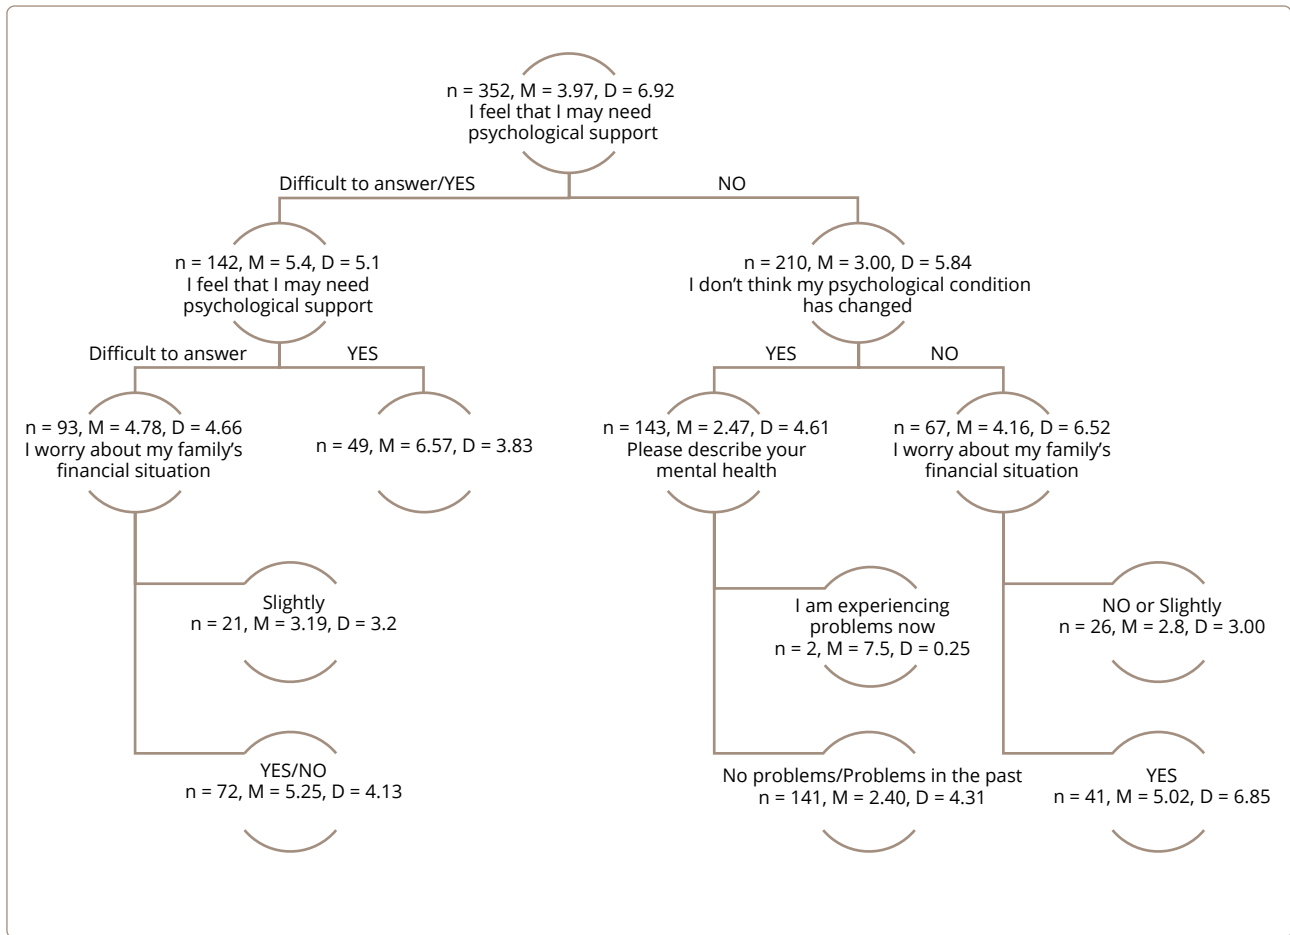 n = 352, M = 3.97, D = 6.92
I feel that I may need
psychological support
Difficult to answer/YES
NO
n = 142, M = 5.4, D = 5.1
I feel that I may need
psychological support
n = 210, M = 3.00, D = 5.84
I don’t think my psychological condition
has changed
Difficult to answer
YES
YES
NO
n = 93, M = 4.78, D = 4.66
I worry about my family’s
financial situation
n = 49, M = 6.57, D = 3.83
n = 143, M = 2.47, D = 4.61
Please describe your
mental health
n = 67, M = 4.16, D = 6.52
I worry about my family’s
financial situation
Slightly
n = 21, M = 3.19, D = 3.2
I am experiencing
problems now
n = 2, M = 7.5, D = 0.25
NO or Slightly
n = 26, M = 2.8, D = 3.00
YES/NO
n = 72, M = 5.25, D = 4.13
No problems/Problems in the past
n = 141, M = 2.40, D = 4.31
YES
n = 41, M = 5.02, D = 6.85